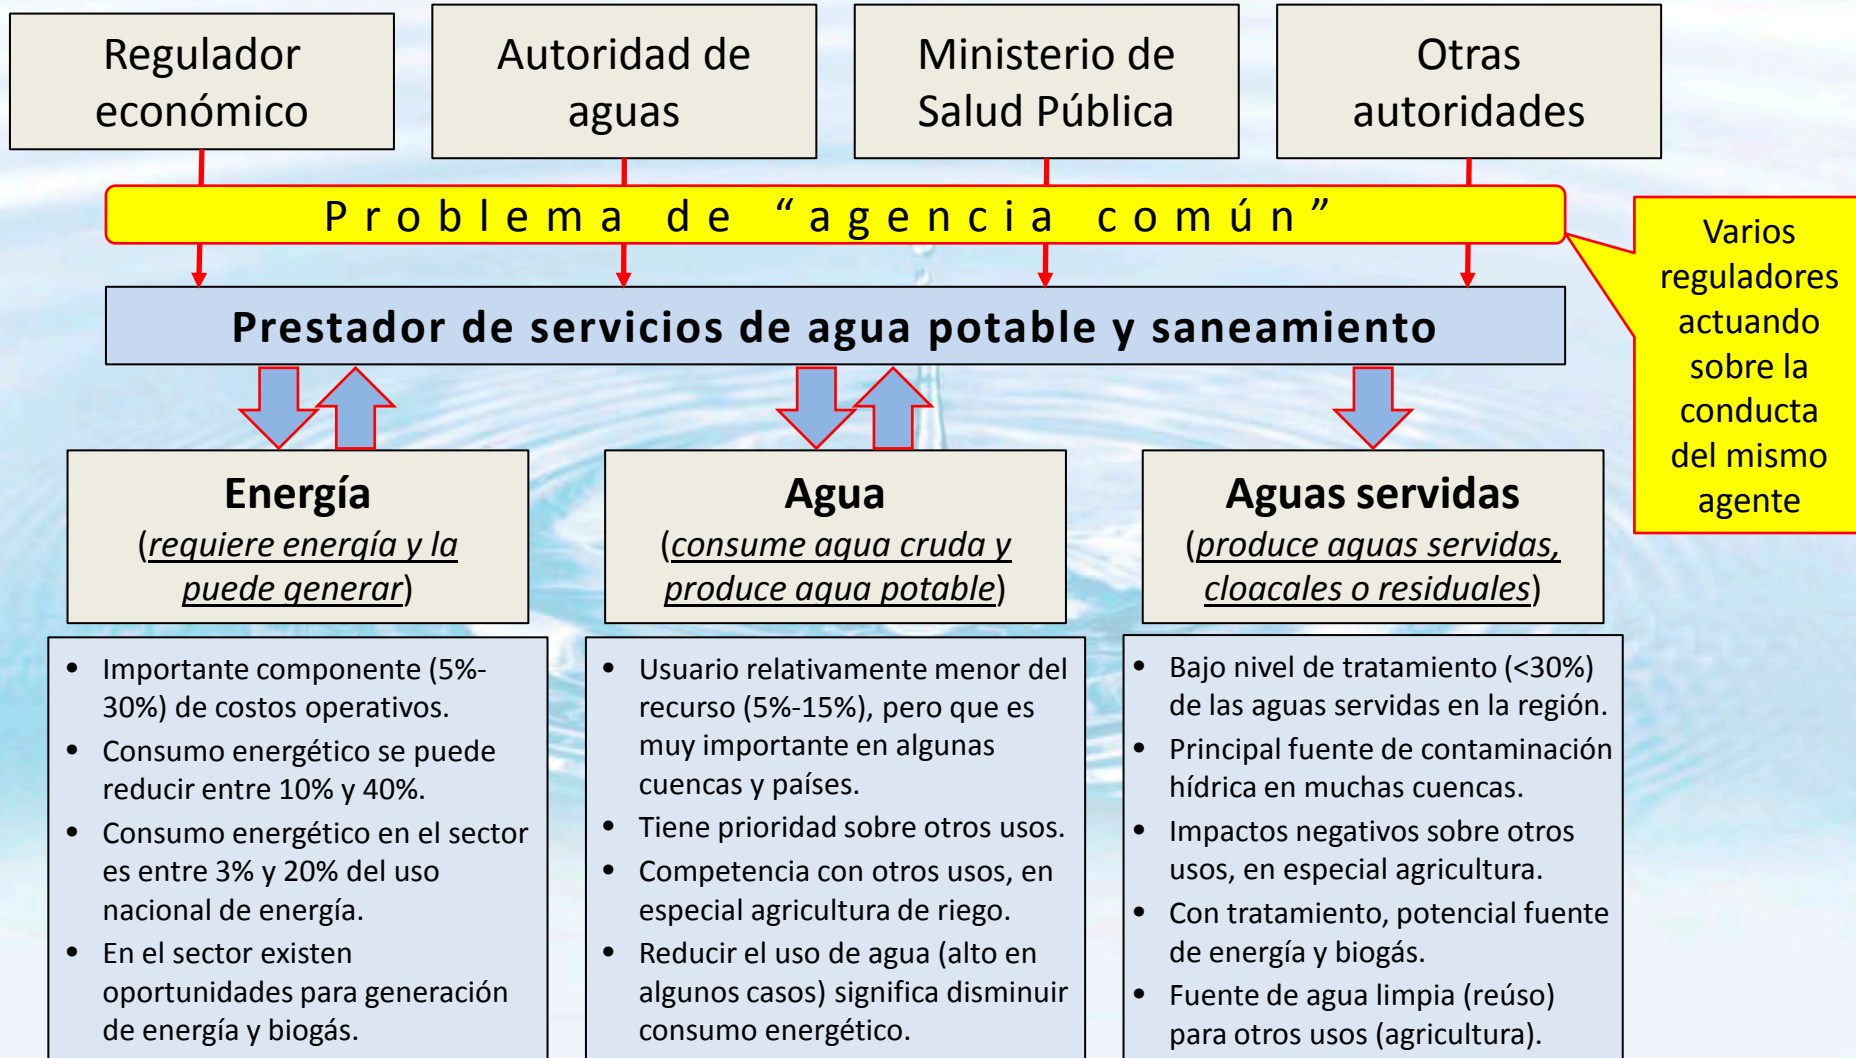 Regulador
económico
Autoridad de
aguas
Ministerio de
Salud Pública
Otras
autoridades
Problema de “agencia común”
Varios
reguladores
actuando
sobre la
conducta
del mismo
agente
Prestador de servicios de agua potable y saneamiento
Energía
(requiere energía y la
puede generar)
• Importante componente (5%-
30%) de costos operativos.
• Consumo energético se puede
reducir entre 10% y 40%.
• Consumo energético en el sector
es entre 3% y 20% del uso
nacional de energía.
• En el sector existen
oportunidades para generación
de energía y biogás.
Agua
(consume agua cruda y
produce agua potable)
• Usuario relativamente menor del
recurso (5%-15%), pero que es
muy importante en algunas
cuencas y países.
• Tiene prioridad sobre otros usos.
• Competencia con otros usos, en
especial agricultura de riego.
• Reducir el uso de agua (alto en
algunos casos) significa disminuir
consumo energético.
Aguas servidas
(produce aguas servidas,
cloacales o residuales)
• Bajo nivel de tratamiento (<30%)
de las aguas servidas en la región.
• Principal fuente de contaminación
hídrica en muchas cuencas.
• Impactos negativos sobre otros
usos, en especial agricultura.
• Con tratamiento, potencial fuente
de energía y biogás.
• Fuente de agua limpia (reúso)
para otros usos (agricultura).